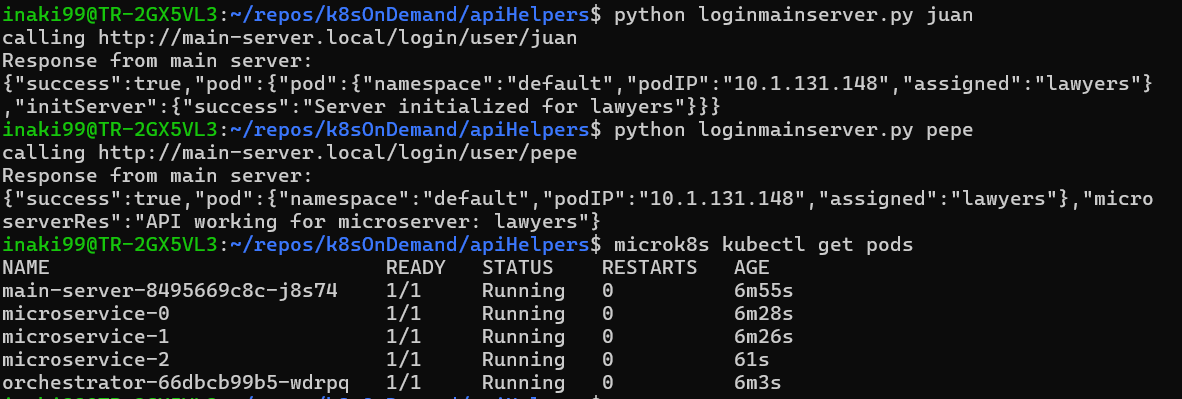 inaki99@TR-2GX5VL3:~/repos/k8sOnDemand/apiHelpers$ python loginmainserver.py juan
calling http://main-server.local/login/user/juan
Response from main server:
{"success":true,"pod":{"pod":{"namespace":"default","podIP":"10.1.131.148","assigned":"lawyers"}
,"initServer":{"success":"Server initialized for lawyers"}}}
inaki99@TR-2GX5VL3:~/repos/k8sOnDemand/apiHelpers$ python loginmainserver.py pepe
calling http://main-server.local/login/user/pepe
Response from main server:
{"success":true,"pod":{"namespace":"default","podIP":"10.1.131.148","assigned":"lawyers"},"micro
serverRes":"API working for microserver: lawyers"}
inaki99@TR-2GX5VL3:~/repos/k8sOnDemand/apiHelpers$ microk8s kubectl get pods
NAME                            READY   STATUS    RESTARTS   AGE
main-server-8495669c8c-j8s74    1/1     Running   0          6m55s
microservice-0                  1/1     Running   0          6m28s
microservice-1                  1/1     Running   0          6m26s
microservice-2                  1/1     Running   0          61s
orchestrator-66dbcb99b5-wdrpq   1/1     Running   0          6m3s